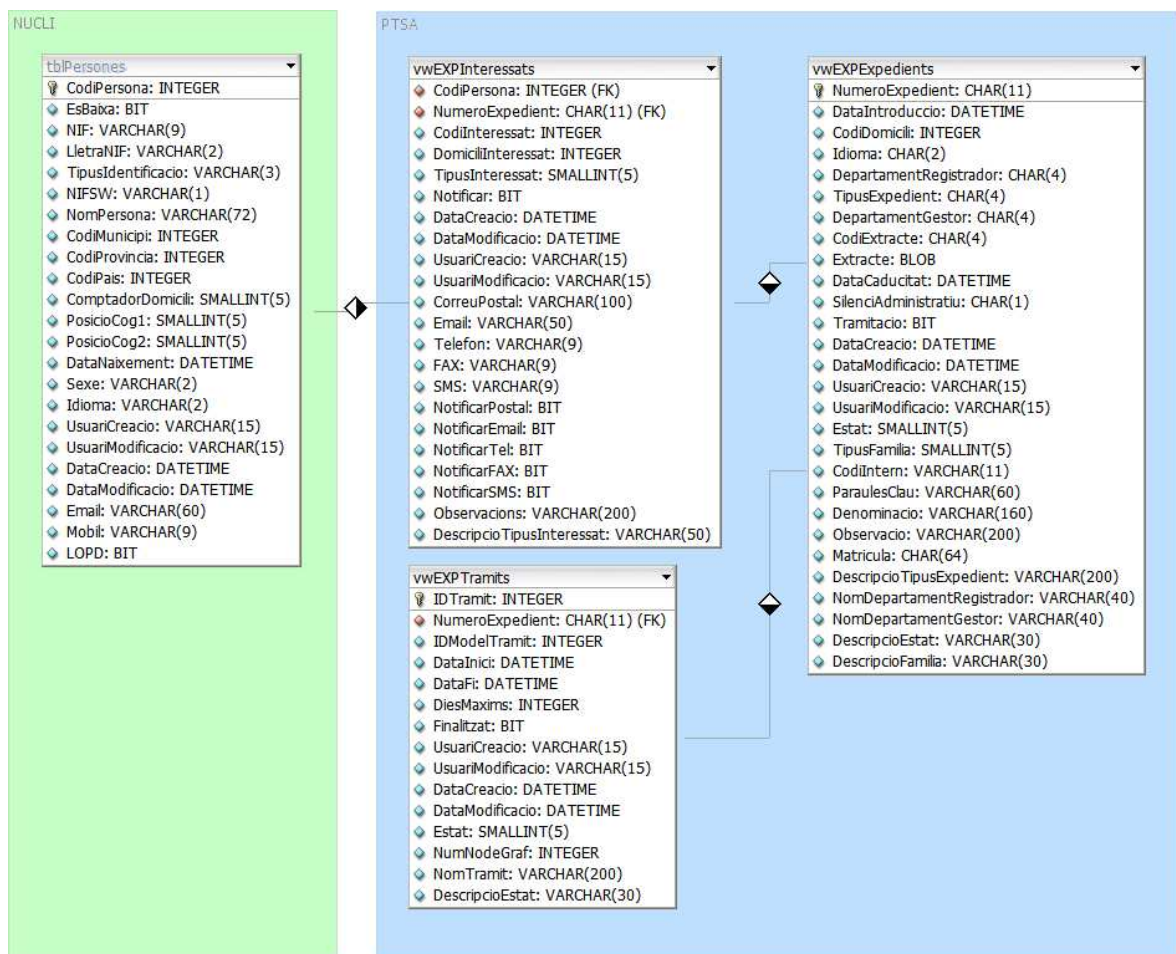 NUCLI
tblPersones
CodiPersona: INTEGER
EsBaixa: BIT
NIF: VARCHAR(9)
LletraNIF: VARCHAR(2)
TipusIdentificacio: VARCHAR(3)
NIFSW: VARCHAR(1)
NomPersona: VARCHAR(72)
CodiMunicipi: INTEGER
CodiProvincia: INTEGER
CodiPais: INTEGER
ComptadorDomicili: SMALLINT(5)
PosicioCog1: SMALLINT(5)
PosicioCog2: SMALLINT(5)
DataNaixement: DATETIME
Sexe: VARCHAR(2)
Idioma: VARCHAR(2)
UsuariCreacio: VARCHAR(15)
UsuariModificacio: VARCHAR(15)
DataCreacio: DATETIME
DataModificacio: DATETIME
Email: VARCHAR(60)
Mobil: VARCHAR(9)
LOPD: BIT
PTSA
vwEXPInteressats
CodiPersona: INTEGER (FK)
NumeroExpedient: CHAR(11) (FK)
CodiInteressat: INTEGER
DomiciliInteressat: INTEGER
TipusInteressat: SMALLINT(5)
Notificar: BIT
DataCreacio: DATETIME
DataModificacio: DATETIME
UsuariCreacio: VARCHAR(15)
UsuariModificacio: VARCHAR(15)
CorreuPostal: VARCHAR(100)
Email: VARCHAR(50)
Telefon: VARCHAR(9)
FAX: VARCHAR(9)
SMS: VARCHAR(9)
NotificarPostal: BIT
NotificarEmail: BIT
NotificarTel: BIT
NotificarFAX: BIT
NotificarSMS: BIT
Observacions: VARCHAR(200)
DescripcioTipusInteressat: VARCHAR(50)
vwEXPTramits
IDTramit: INTEGER
NumeroExpedient: CHAR(11) (FK)
IDModelTramit: INTEGER
DataInici: DATETIME
DataFi: DATETIME
DiesMaxims: INTEGER
Finalitzat: BIT
UsuariCreacio: VARCHAR(15)
UsuariModificacio: VARCHAR(15)
DataCreacio: DATETIME
DataModificacio: DATETIME
Estat: SMALLINT(5)
NumNodeGraf: INTEGER
NomTramit: VARCHAR(200)
DescripcioEstat: VARCHAR(30)
vwEXPExpedients
NumeroExpedient: CHAR(11)
DataIntroduccio: DATETIME
CodiDomicili: INTEGER
Idioma: CHAR(2)
DepartamentRegistrador: CHAR(4)
TipusExpedient: CHAR(4)
DepartamentGestor: CHAR(4)
CodiExtracte: CHAR(4)
Extracte: BLOB
DataCaducitat: DATETIME
SilenciAdministratiu: CHAR(1)
Tramitacio: BIT
DataCreacio: DATETIME
DataModificacio: DATETIME
UsuariCreacio: VARCHAR(15)
UsuariModificacio: VARCHAR(15)
Estat: SMALLINT(5)
TipusFamilia: SMALLINT(5)
CodiIntern: VARCHAR(11)
ParaulesClau: VARCHAR(60)
Denominacio: VARCHAR(160)
Observacio: VARCHAR(200)
Matricula: CHAR(64)
DescripcioTipusExpedient: VARCHAR(200)
NomDepartamentRegistrador: VARCHAR(40)
NomDepartamentGestor: VARCHAR(40)
DescripcioEstat: VARCHAR(30)
DescripcioFamilia: VARCHAR(30)